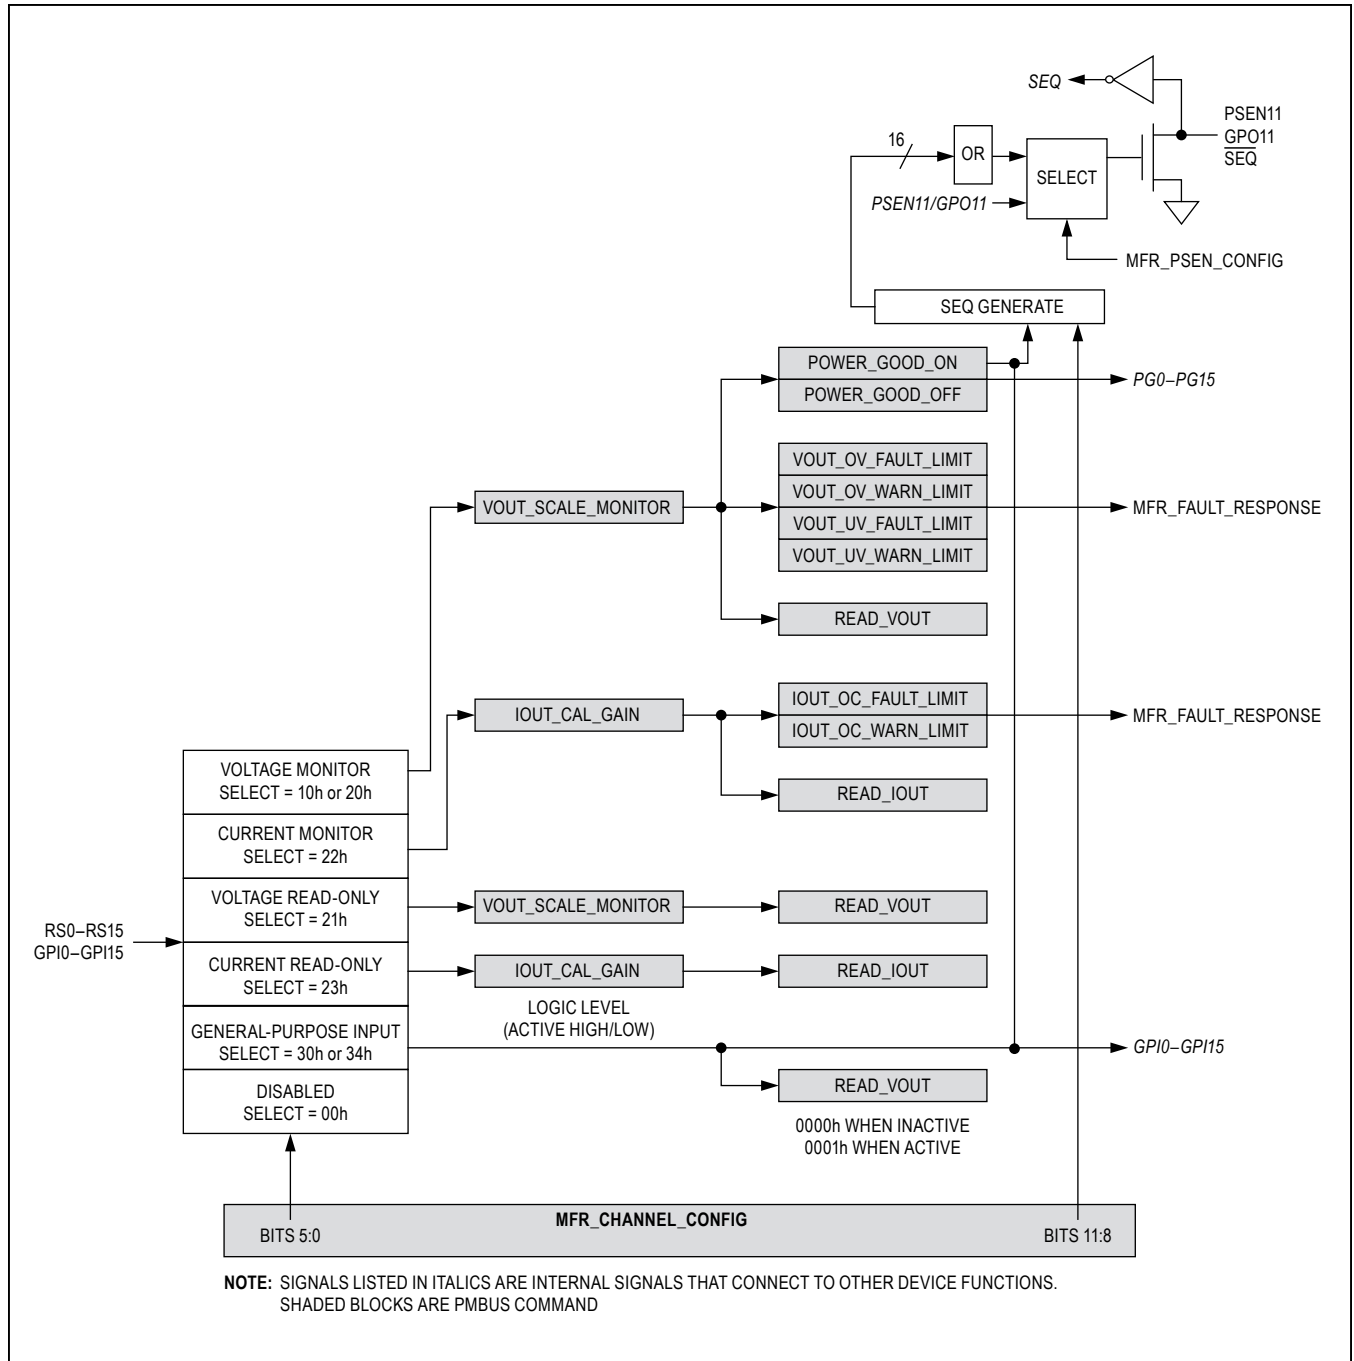 SEQ
PSEN11
GPO11
SEQ
16
OR
SELECT
PSEN11/GPO11
MFR_PSEN_CONFIG
SEQ GENERATE
POWER_GOOD_ON
POWER_GOOD_OFF
PG0–PG15
VOUT_OV_FAULT_LIMIT
VOUT_OV_WARN_LIMIT
VOUT_UV_FAULT_LIMIT
VOUT_UV_WARN_LIMIT
VOUT_SCALE_MONITOR
MFR_FAULT_RESPONSE
READ_VOUT
IOUT_CAL_GAIN
IOUT_OC_FAULT_LIMIT
IOUT_OC_WARN_LIMIT
MFR_FAULT_RESPONSE
READ_IOUT
VOLTAGE MONITOR
SELECT = 10h or 20h
CURRENT MONITOR
SELECT = 22h
VOLTAGE READ-ONLY
SELECT = 21h
VOUT_SCALE_MONITOR
READ_VOUT
RS0–RS15
GPI0–GPI15
CURRENT READ-ONLY
SELECT = 23h
IOUT_CAL_GAIN
READ_IOUT
LOGIC LEVEL
(ACTIVE HIGH/LOW)
GENERAL-PURPOSE INPUT
SELECT = 30h or 34h
GPI0–GPI15
READ_VOUT
0000h WHEN INACTIVE
0001h WHEN ACTIVE
DISABLED
SELECT = 00h
MFR_CHANNEL_CONFIG
BITS 5:0
BITS 11:8
NOTE: SIGNALS LISTED IN ITALICS ARE INTERNAL SIGNALS THAT CONNECT TO OTHER DEVICE FUNCTIONS.
SHADED BLOCKS ARE PMBUS COMMAND